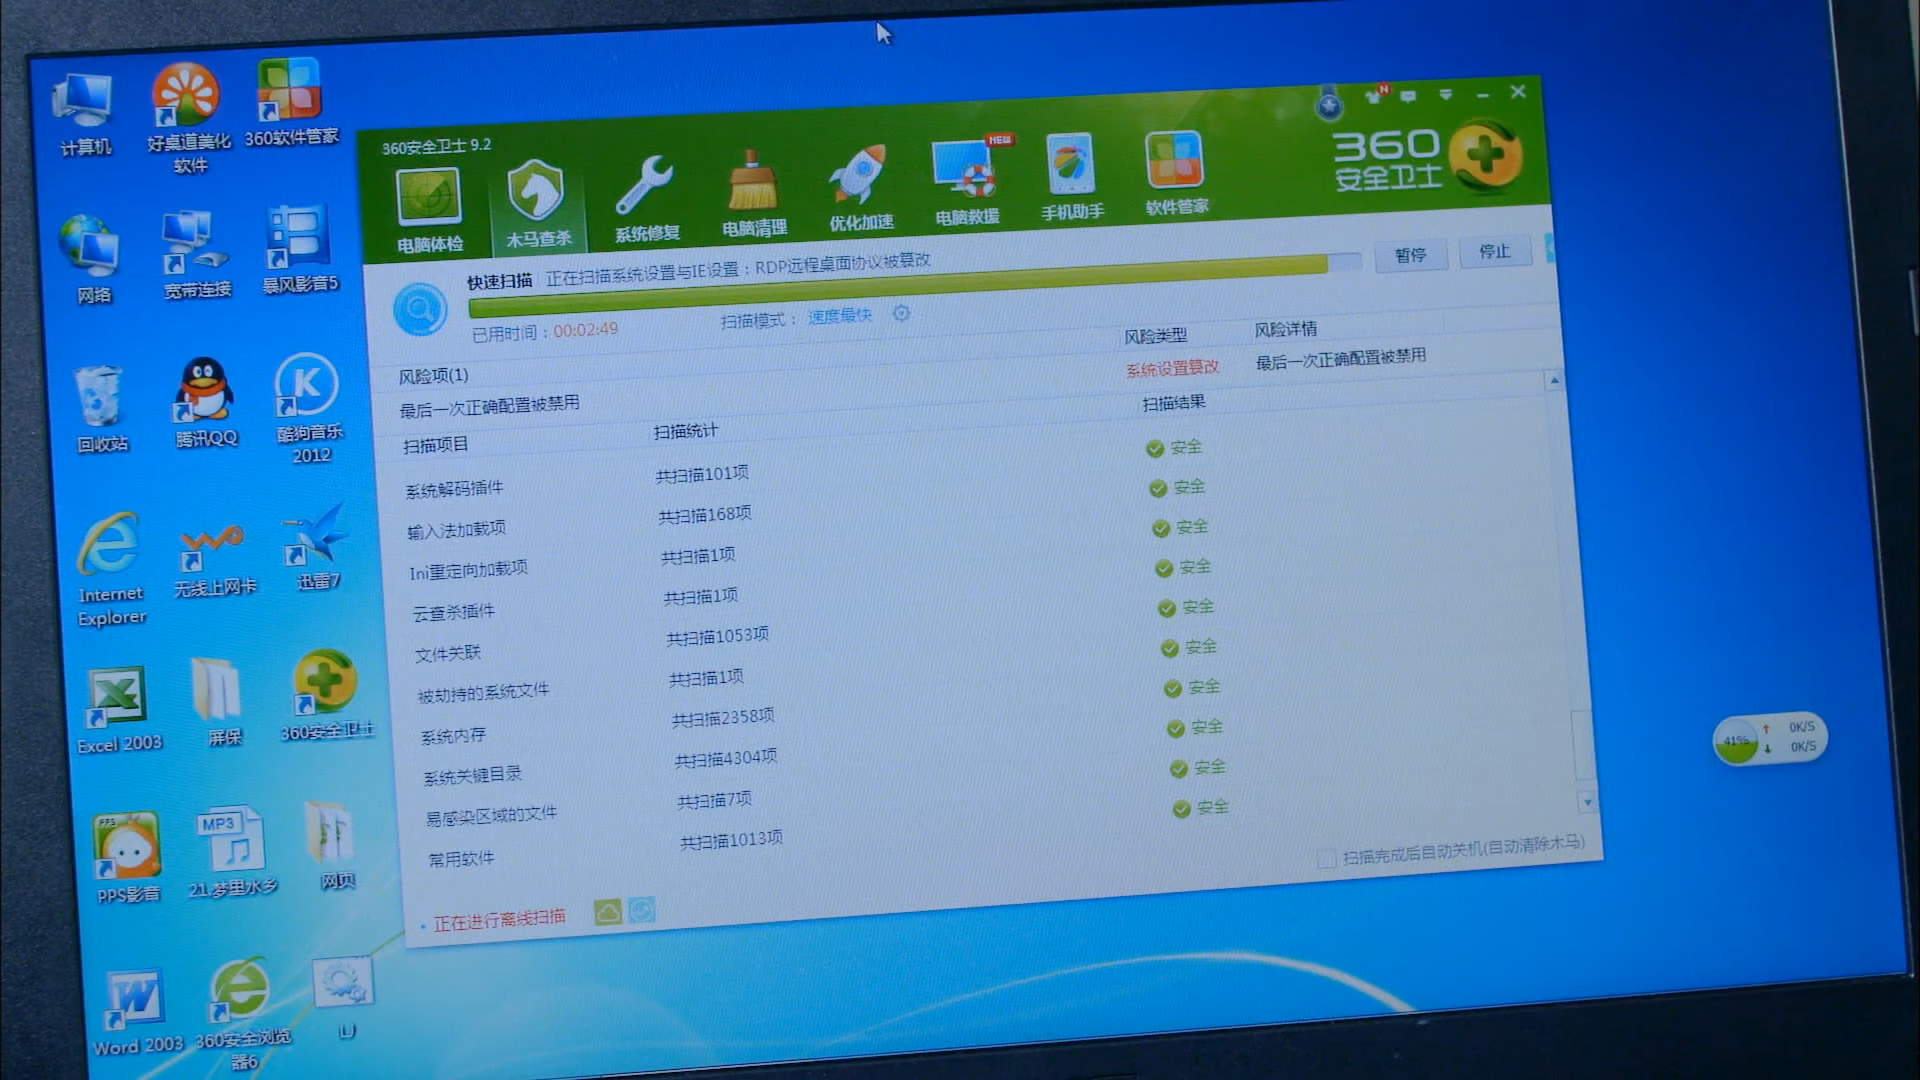 计算机
好桌道美化
软件
360软件管家
网络
宽带连接
暴风影音5
回收站
腾讯QQ
酷狗音乐
2012
Internet
Explorer
无线上网卡
迅雷7
Excel 2003
屏保
360安全卫士
PPS
PPS影音
MP3
21.梦里水乡
网页
Word 2003
360安全浏览
器6
LJ
360安全卫士 9.2
电脑体检
木马查杀
系统修复
电脑清理
优化加速
NEW
电脑救援
手机助手
软件管家
N
360
安全卫士
快速扫描
正在扫描系统设置与IE设置：RDP远程桌面协议被篡改
暂停
停止
已用时间：00:02:49
扫描模式： 速度最快
风险项(1)
风险类型
风险详情
最后一次正确配置被禁用
系统设置篡改
最后一次正确配置被禁用
扫描项目
扫描统计
扫描结果
系统解码插件
共扫描101项
安全
输入法加载项
共扫描168项
安全
Ini重定向加载项
共扫描1项
安全
云查杀插件
共扫描1项
安全
文件关联
共扫描1053项
安全
被劫持的系统文件
共扫描1项
安全
系统内存
共扫描2358项
安全
系统关键目录
共扫描4304项
安全
易感染区域的文件
共扫描7项
安全
常用软件
共扫描1013项
安全
正在进行离线扫描
扫描完成后自动关机(自动清除木马)
41%
0K/S
0K/S